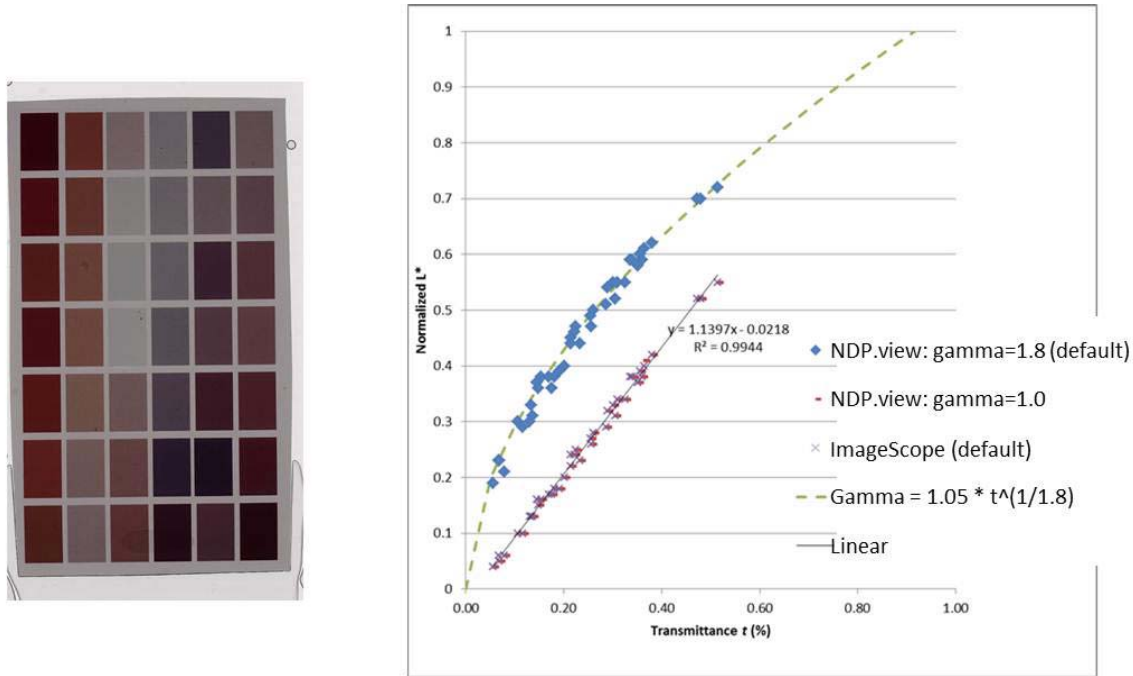 1
0.9
0.8
0.7
0.6
0.5
0.4
0.3
0.2
0.1
0
Normalized L*
y = 1.1397x - 0.0218
R² = 0.9944
NDP.view: gamma=1.8 (default)
NDP.view: gamma=1.0
ImageScope (default)
Gamma = 1.05 * t^(1/1.8)
Linear
0.00 0.20 0.40 0.60 0.80 1.00
Transmittance t (%)